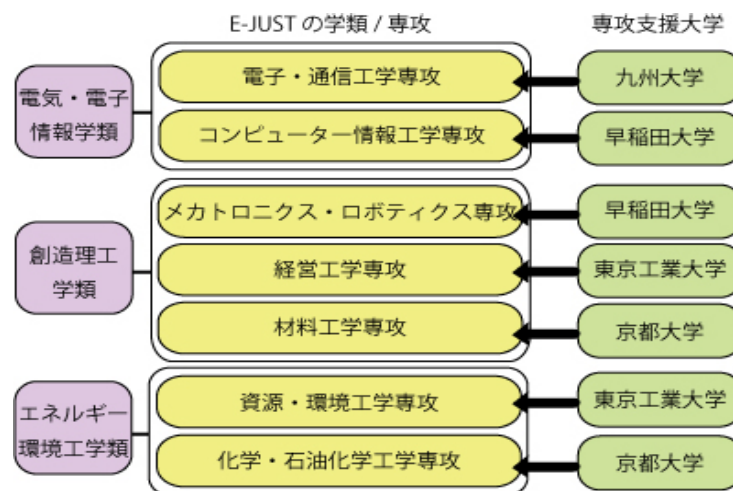 E-JUST の学類 / 専攻
専攻支援大学
電気・電子
情報学類
電子・通信工学専攻
九州大学
コンピューター情報工学専攻
早稲田大学
創造理工
学類
メカトロニクス・ロボティクス専攻
早稲田大学
経営工学専攻
東京工業大学
材料工学専攻
京都大学
エネルギー
環境工学類
資源・環境工学専攻
東京工業大学
化学・石油化学工学専攻
京都大学